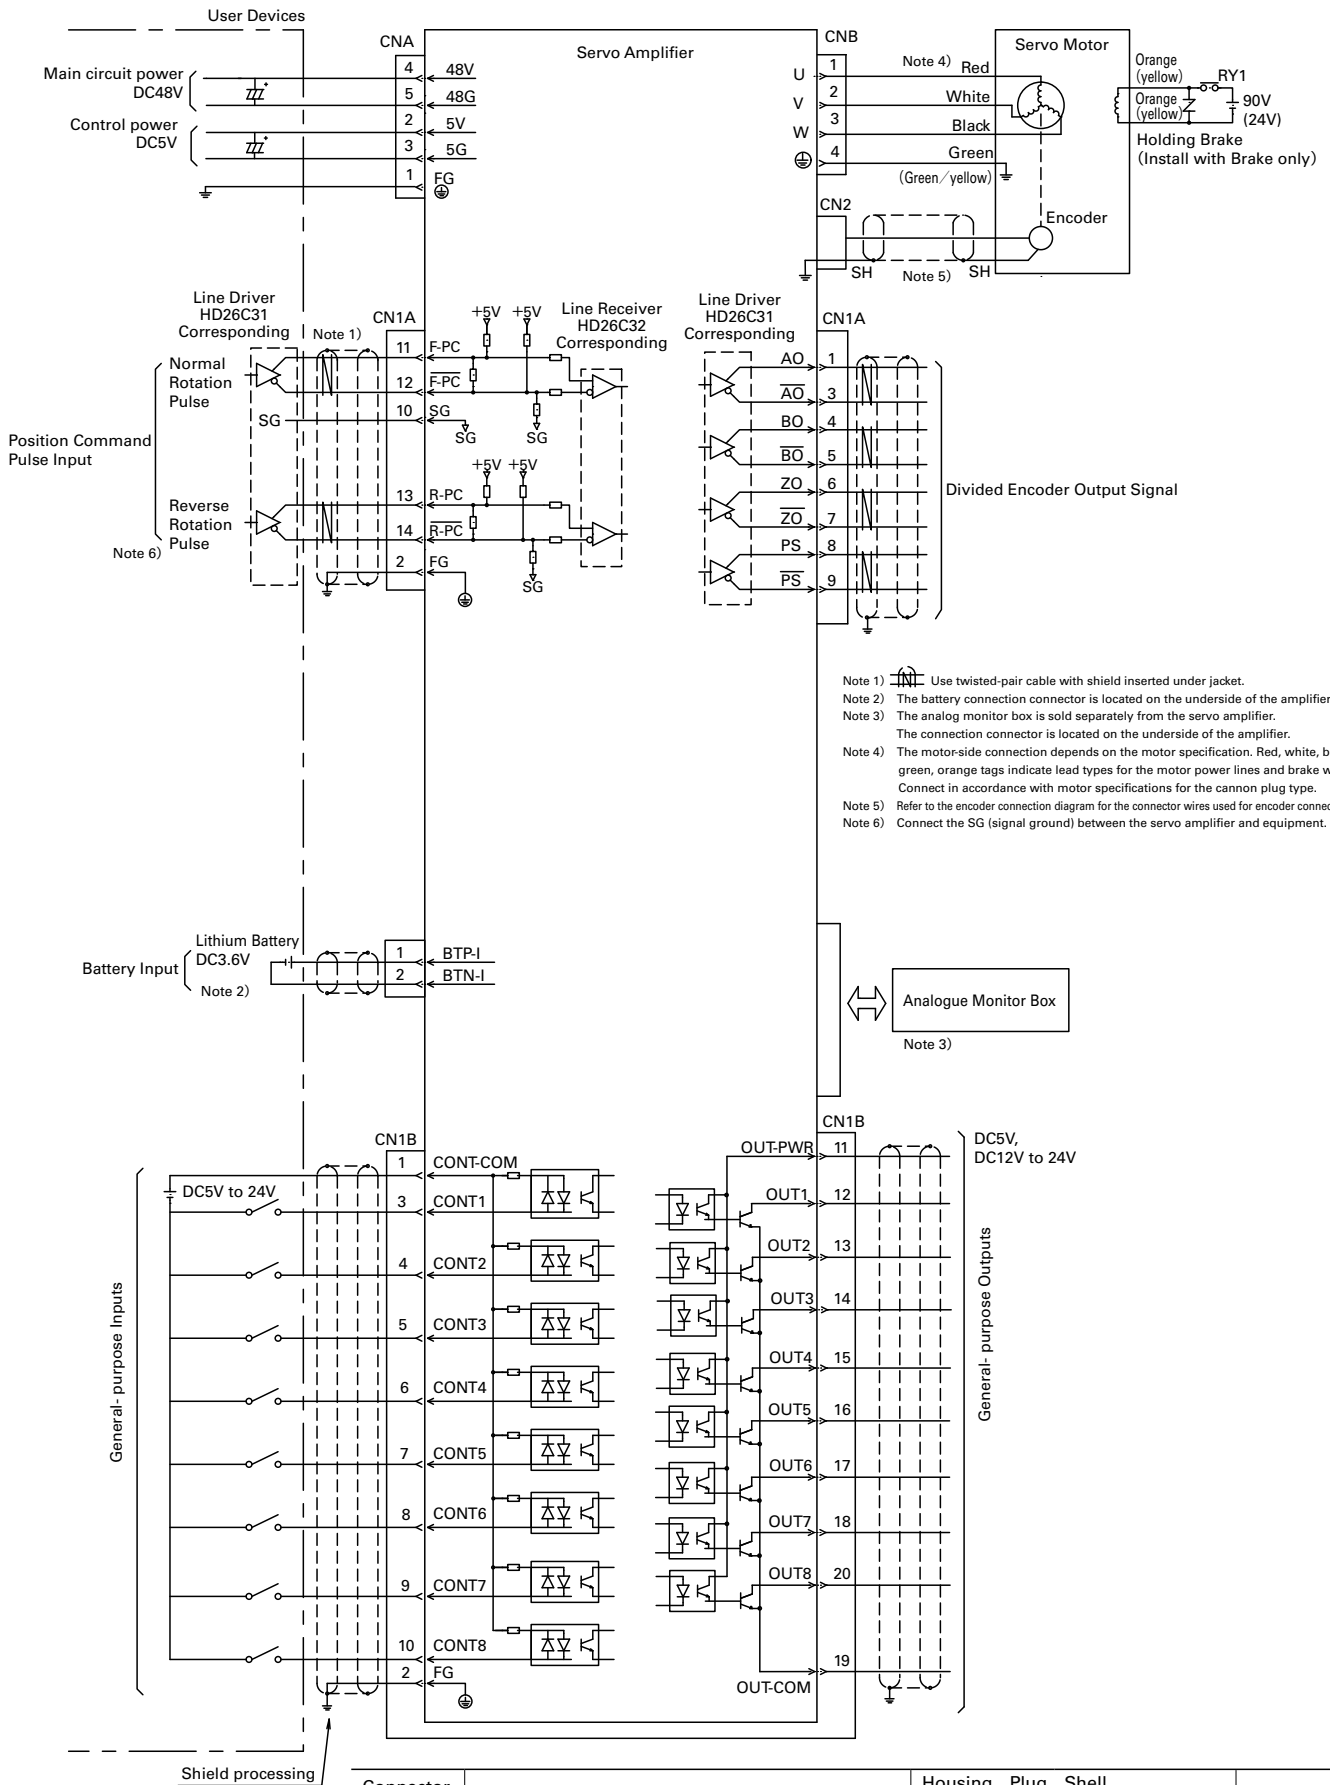 User Devices
Main circuit power
DC48V
Control power
DC5V
CNA
4 48V
5 48G
2 5V
3 5G
1 FG
Servo Amplifier
CNB
U 1
V 2
W 3
4
Note 4) Red
White
Black
Green
(Green/yellow)
Servo Motor
Encoder
Orange
(yellow)
Orange
(yellow)
RY1
90V
(24V)
Holding Brake
(Install with Brake only)
CN2
SH
Note 5)
SH
Position Command
Pulse Input
Normal
Rotation
Pulse
Reverse
Rotation
Pulse
Note 6)
Line Driver
HD26C31
Corresponding
SG
Note 1)
CN1A
11 F-PC
12 F-PC
10 SG
13 R-PC
14 R-PC
2 FG
+5V +5V
SG SG
+5V +5V
SG
Line Receiver
HD26C32
Corresponding
Line Driver
HD26C31
Corresponding
CN1A
AO 1
AO 3
BO 4
BO 5
ZO 6
ZO 7
PS 8
PS 9
Divided Encoder Output Signal
Note 1) Use twisted-pair cable with shield inserted under jacket.
Note 2) The battery connection connector is located on the underside of the amplifier
Note 3) The analog monitor box is sold separately from the servo amplifier.
The connection connector is located on the underside of the amplifier.
Note 4) The motor-side connection depends on the motor specification. Red, white, b
green, orange tags indicate lead types for the motor power lines and brake w
Connect in accordance with motor specifications for the cannon plug type.
Note 5) Refer to the encoder connection diagram for the connector wires used for encoder connec
Note 6) Connect the SG (signal ground) between the servo amplifier and equipment.
Battery Input
Lithium Battery
DC3.6V
Note 2)
1 BTP-I
2 BTN-I
Analogue Monitor Box
Note 3)
General- purpose Inputs
DC5V to 24V
CN1B
1 CONT-COM
3 CONT1
4 CONT2
5 CONT3
6 CONT4
7 CONT5
8 CONT6
9 CONT7
10 CONT8
2 FG
CN1B
OUT-PWR 11
OUT1 12
OUT2 13
OUT3 14
OUT4 15
OUT5 16
OUT6 17
OUT7 18
OUT8 20
19
OUT-COM
DC5V,
DC12V to 24V
General- purpose Outputs
Shield processing
Housing, Plug, Shell